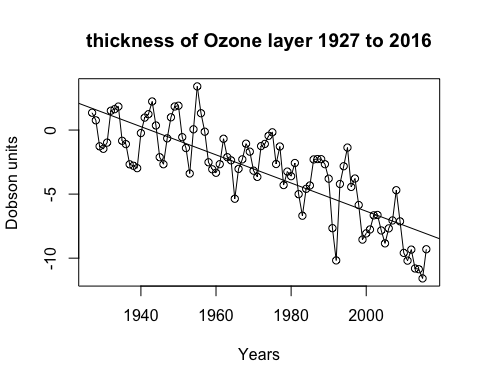 thickness of Ozone layer 1927 to 2016
Dobson units
0
-5
-10
1940 1960 1980 2000
Years